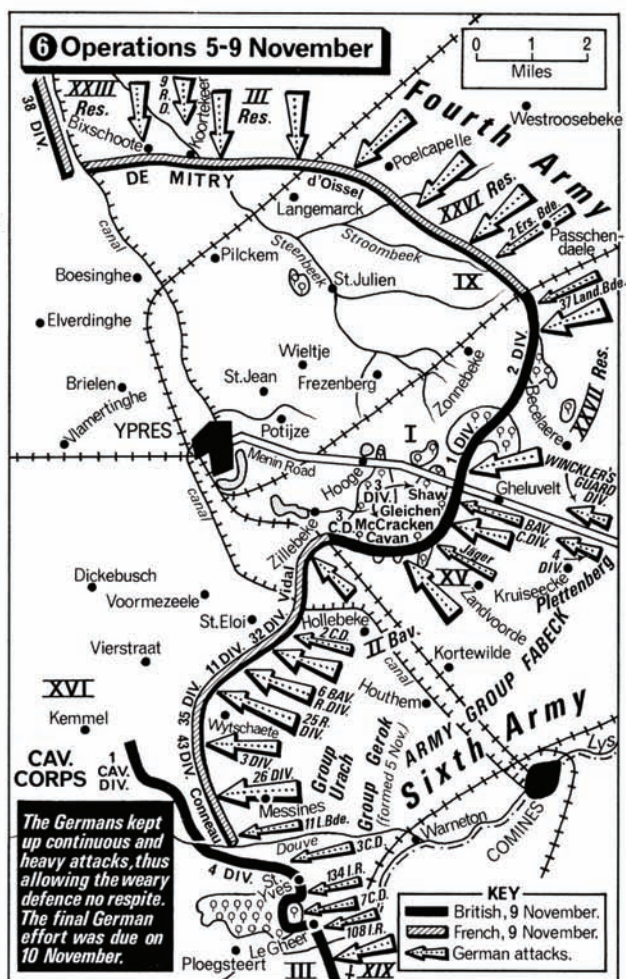 6 Operations 5-9 November
0 1 2
Miles
38 DIV.
XXIII
Res.
9
R.
D.
Koortekeer
III
Res.
Bixschoote
DE MITRY
d'Oissel
Langemarck
Poelcapelle
Fourth Army
Westroosebeke
XXVI Res.
2 Ers. Bde.
Passchen-
daele
canal
Steenbeek
Stroombeek
Pilckem
Boesinghe
St.Julien
IX
37 Land.Bde.
Elverdinghe
2 DIV.
Wieltje
Zonnebeke
St.Jean
Frezenberg
Brielen
Vlamertinghe
Becelaere
XXVII Res.
YPRES
Potijze
I
1 DIV.
Menin Road
Hooge
WINCKLER'S
GUARD
DIV.
3
DIV.
Shaw
Gheluvelt
Gleichen
3
C.D.
McCracken
Cavan
BAV.
C.DIV.
canal
Zillebeke
Jäger
4
DIV.
XV
Kruiseecke
Plettenberg
Zandvoorde
Dickebusch
Voormezeele
Vidal
St.Eloi
32 DIV.
Hollebeke
2 C.D.
II Bav.
canal
Kortewilde
ARMY GROUP FABECK
Vierstraat
11 DIV.
Houthem
XVI
35 DIV.
6 BAV.
R.DIV.
25 R.
DIV.
Kemmel
Wytschaete
43 DIV.
3 DIV.
Group
Urach
Group Gerok
(formed 5 Nov.)
Sixth Army
Lys
CAV.
CORPS
1
CAV.
DIV.
26 DIV.
Conneau
Messines
11 I.Bde.
COMINES
Warneton
Douve
3 C.D.
4 DIV.
St.
Yves
134 I.R.
7 C.D.
108 I.R.
Le Gheer
Ploegsteert
III
XIX
The Germans kept
up continuous and
heavy attacks, thus
allowing the weary
defence no respite.
The final German
effort was due on
10 November.
KEY
British, 9 November.
French, 9 November.
German attacks.